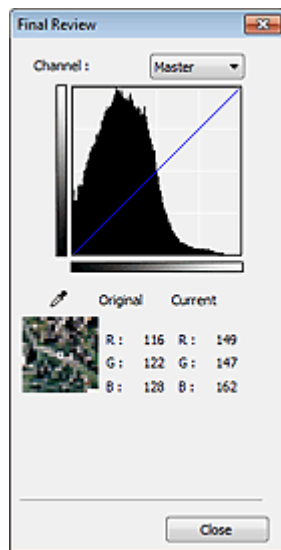 Final Review
Channel : Master
Original Current
R : 116 R : 149
G : 122 G : 147
B : 128 B : 162
Close